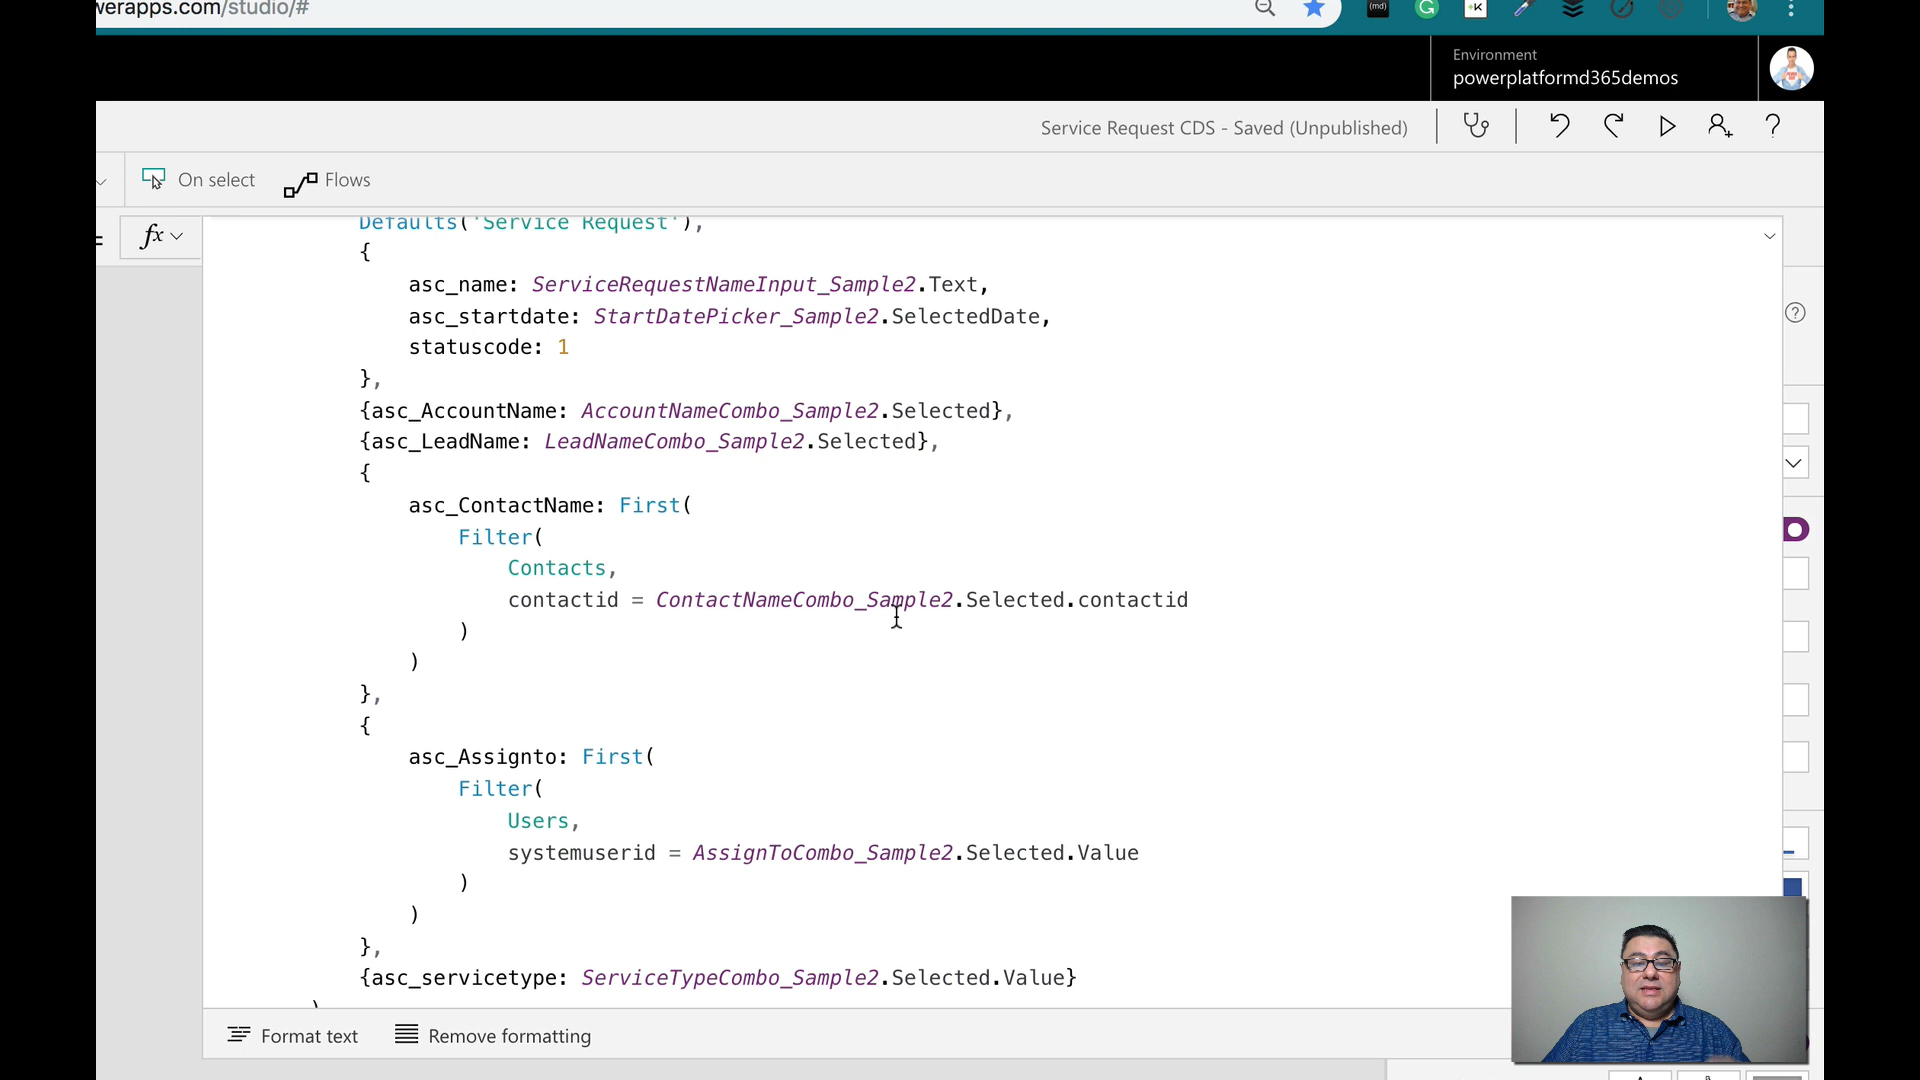 werapps.com/studio/#
(md)
G
+K
Environment
powerplatformd365demos
Service Request CDS - Saved (Unpublished)
?
On select
Flows
=
fx
Defaults('Service Request'),
{
asc_name: ServiceRequestNameInput_Sample2.Text,
asc_startdate: StartDatePicker_Sample2.SelectedDate,
statuscode: 1
},
{asc_AccountName: AccountNameCombo_Sample2.Selected},
{asc_LeadName: LeadNameCombo_Sample2.Selected},
{
asc_ContactName: First(
Filter(
Contacts,
contactid = ContactNameCombo_Sample2.Selected.contactid
)
)
},
{
asc_Assignto: First(
Filter(
Users,
systemuserid = AssignToCombo_Sample2.Selected.Value
)
)
},
{asc_servicetype: ServiceTypeCombo_Sample2.Selected.Value}
)
Format text
Remove formatting